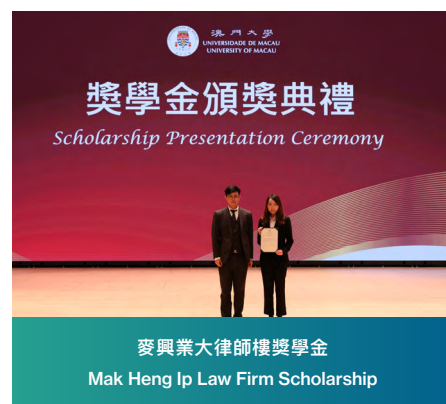 澳門大學
UNIVERSIDADE DE MACAU
UNIVERSITY OF MACAU
獎學金頒獎典禮
Scholarship Presentation Ceremony
麥興業大律師樓獎學金
Mak Heng Ip Law Firm Scholarship